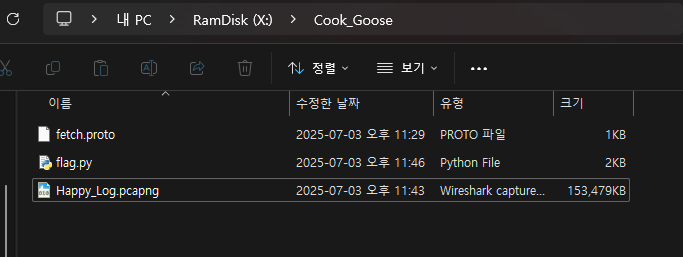 내 PC > RamDisk (X:) > Cook_Goose
정렬 보기 •••
이름 수정한 날짜 유형 크기
fetch.proto 2025-07-03 오후 11:29 PROTO 파일 1KB
flag.py 2025-07-03 오후 11:46 Python File 2KB
Happy_Log.pcapng 2025-07-03 오후 11:43 Wireshark capture... 153,479KB